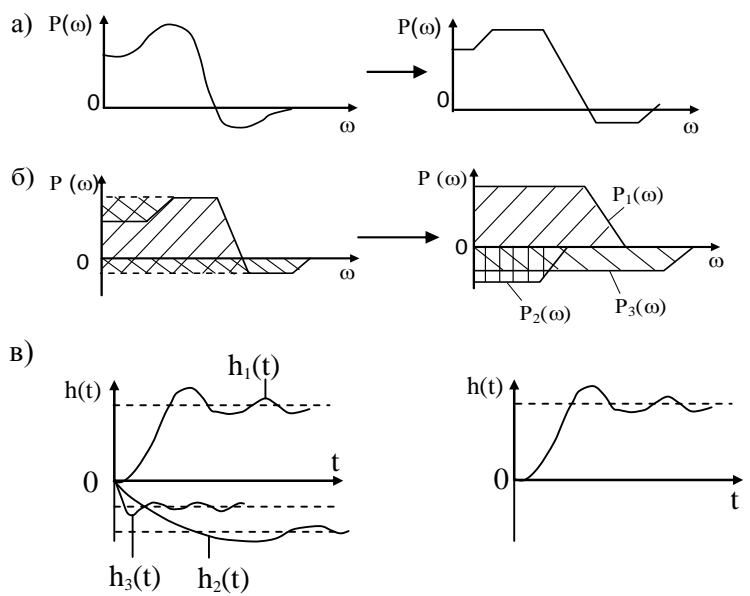 а)
P(ω)
0
ω
P(ω)
0
ω
б)
P (ω)
0
ω
P (ω)
P₁(ω)
0
ω
P₂(ω)
P₃(ω)
в)
h₁(t)
h(t)
t
0
h₃(t)
h₂(t)
h(t)
0
t